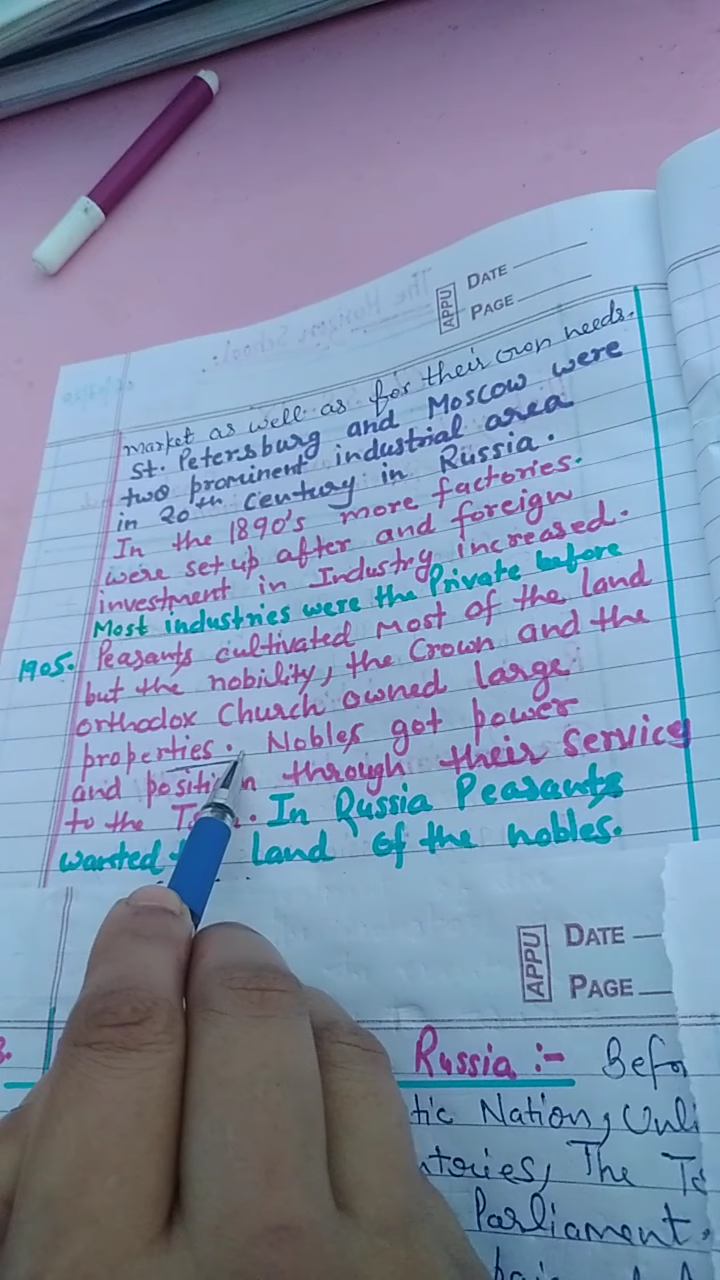 APPU
DATE
PAGE
market as well as for their own needs.
St. Petersburg and Moscow were
two prominent industrial area
in 20th century in Russia.
In the 1890's more factories.
were set up after and foreign
investment in Industry increased.
Most industries were the Private before
1905. Peasants cultivated most of the land
but the nobility, the Crown and the
orthodox Church owned large
properties. Nobles got power
and position through their service
to the. In Russia Peasants
wanted land of the nobles.
APPU
DATE
PAGE
Russia :-
Nation,
The
Parliament.